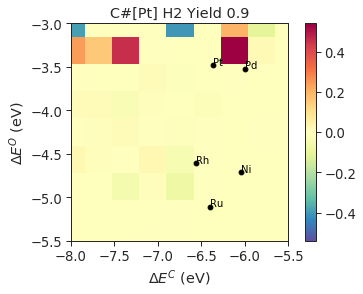 C#[Pt] H2 Yield 0.9
−3.0
−3.5
−4.0
−4.5
−5.0
−5.5
ΔE^O (eV)
Pt
Pd
Rh
Ni
Ru
−8.0 −7.5 −7.0 −6.5 −6.0 −5.5
ΔE^C (eV)
0.4
0.2
0.0
−0.2
−0.4